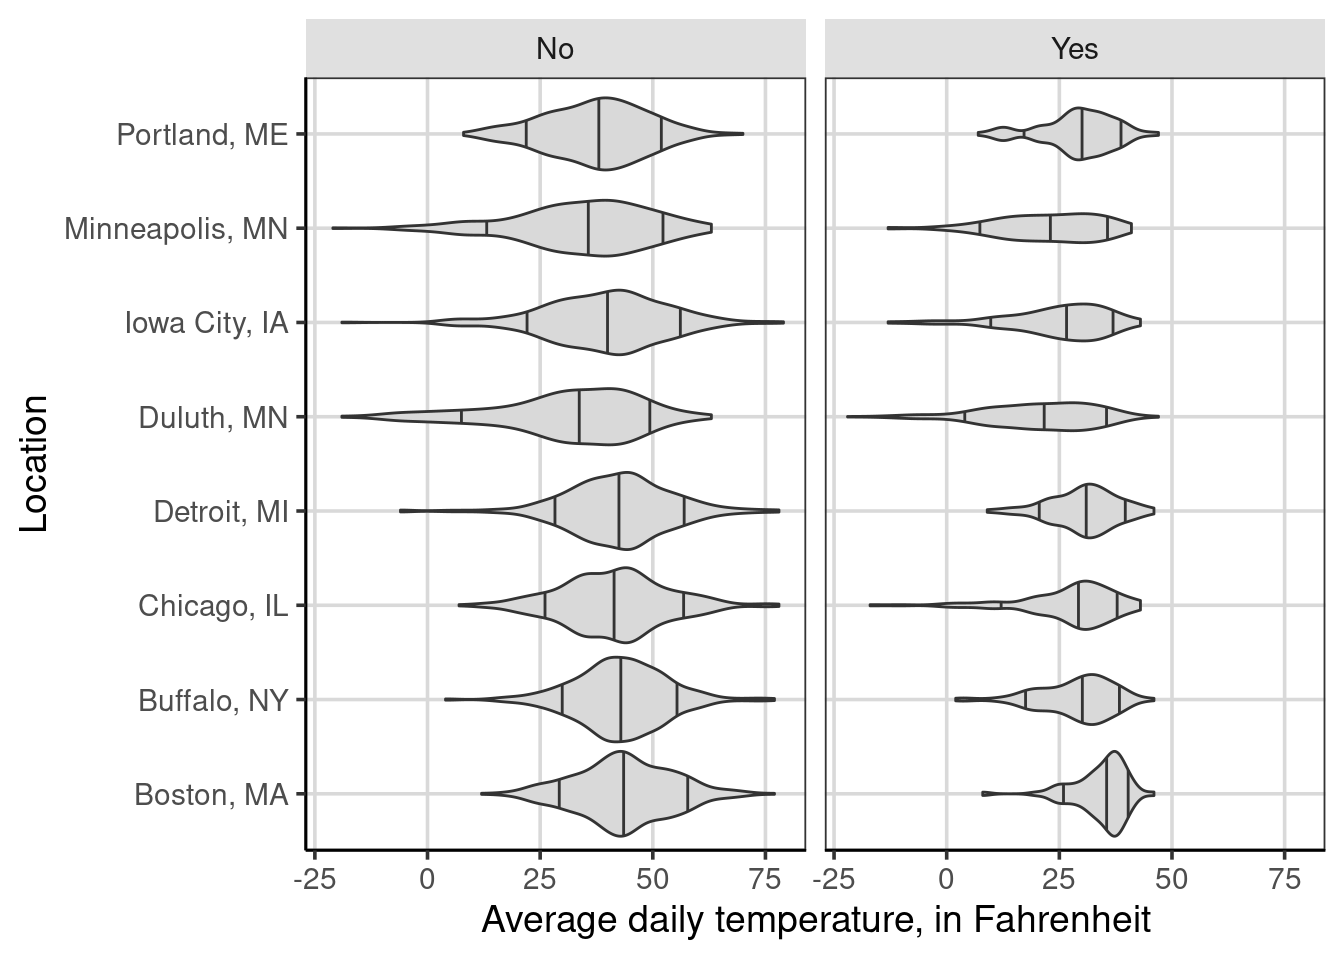 No
Yes
Portland, ME
Minneapolis, MN
Iowa City, IA
Duluth, MN
Detroit, MI
Chicago, IL
Buffalo, NY
Boston, MA
Location
-25 0 25 50 75 -25 0 25 50 75
Average daily temperature, in Fahrenheit